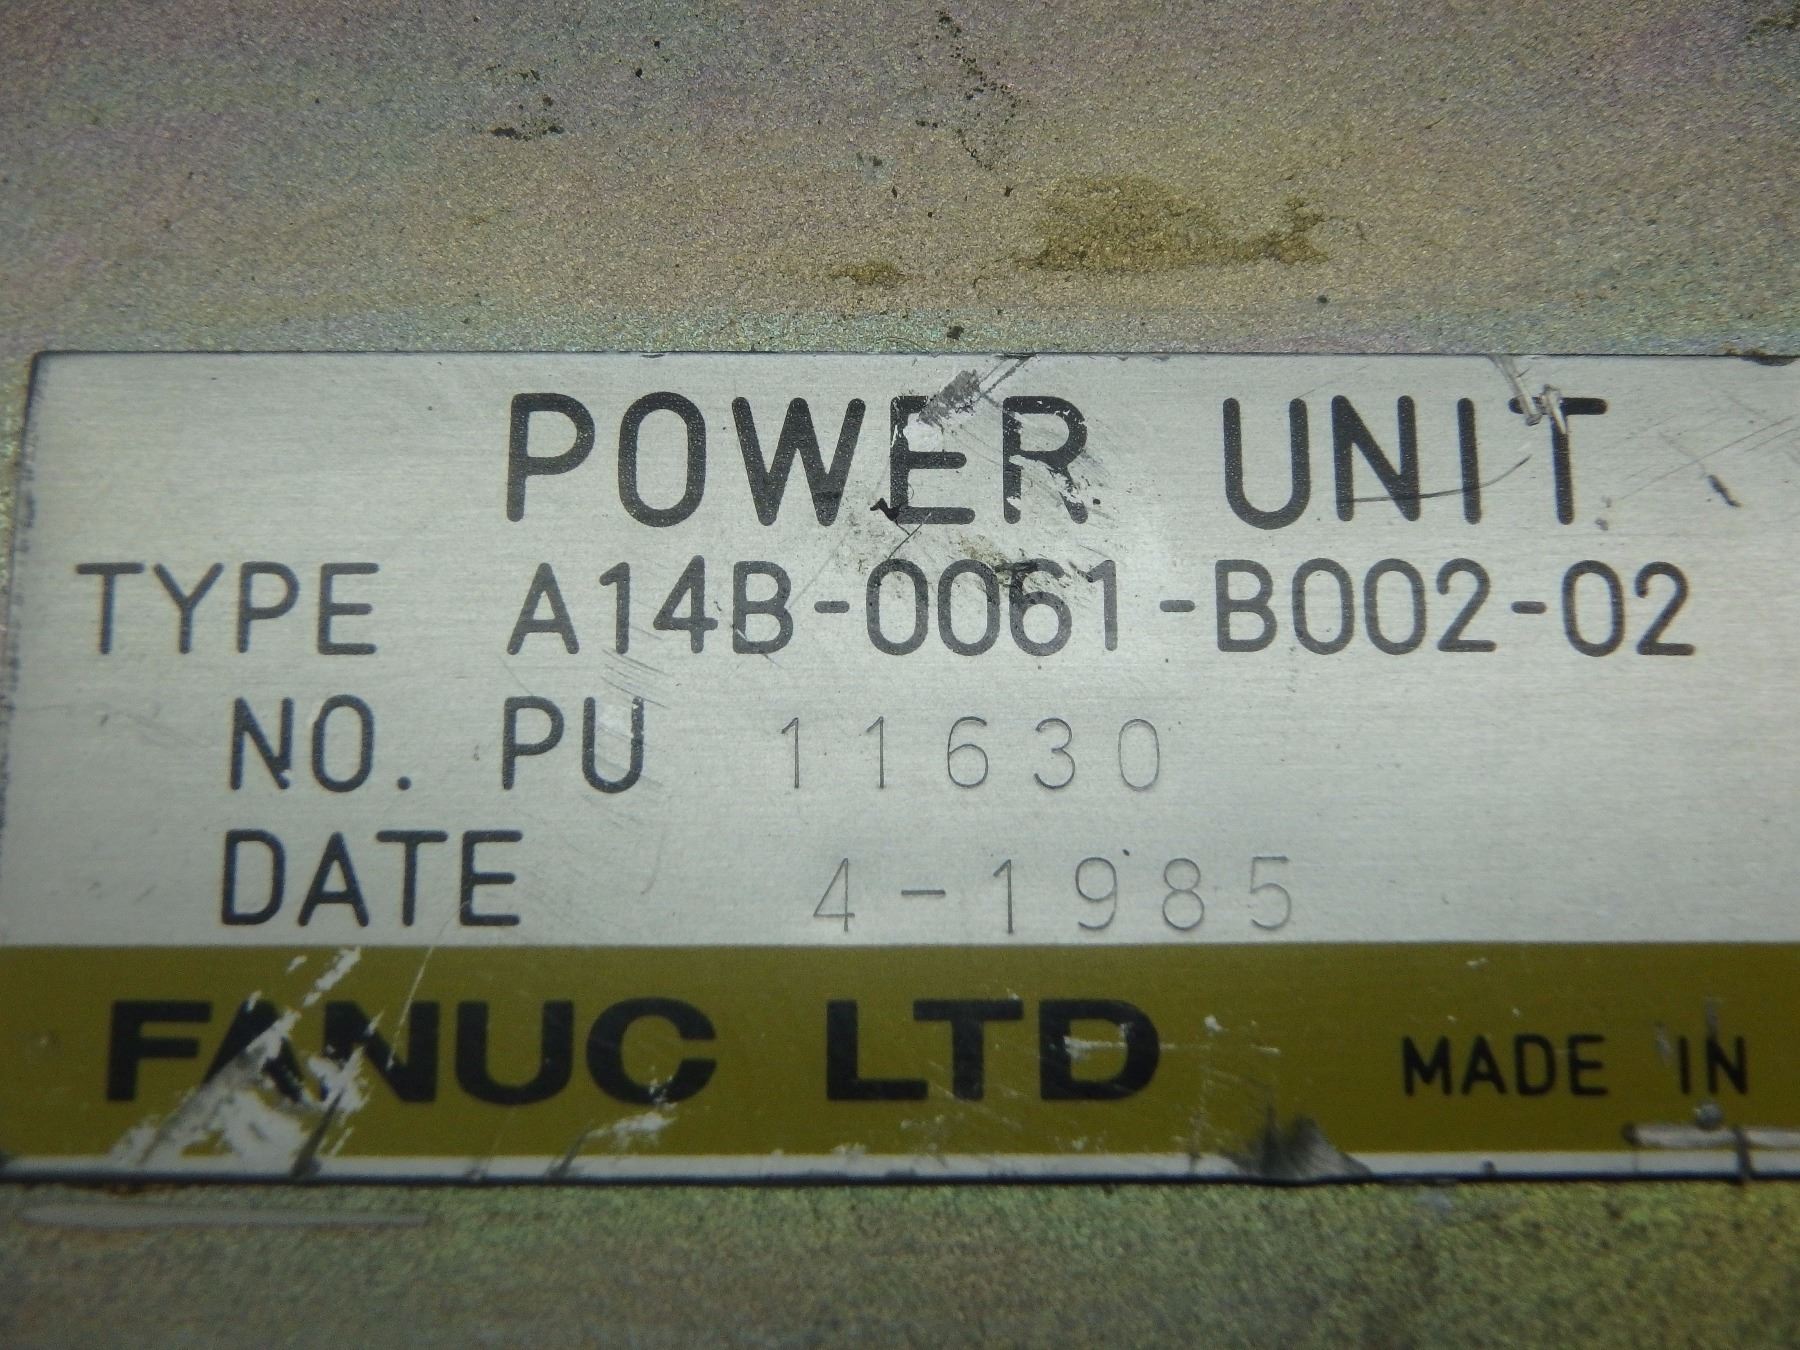 POWER UNIT
TYPE A14B-0061-B002-02
NO. PU 11630
DATE 4-1985
FANUC LTD MADE IN